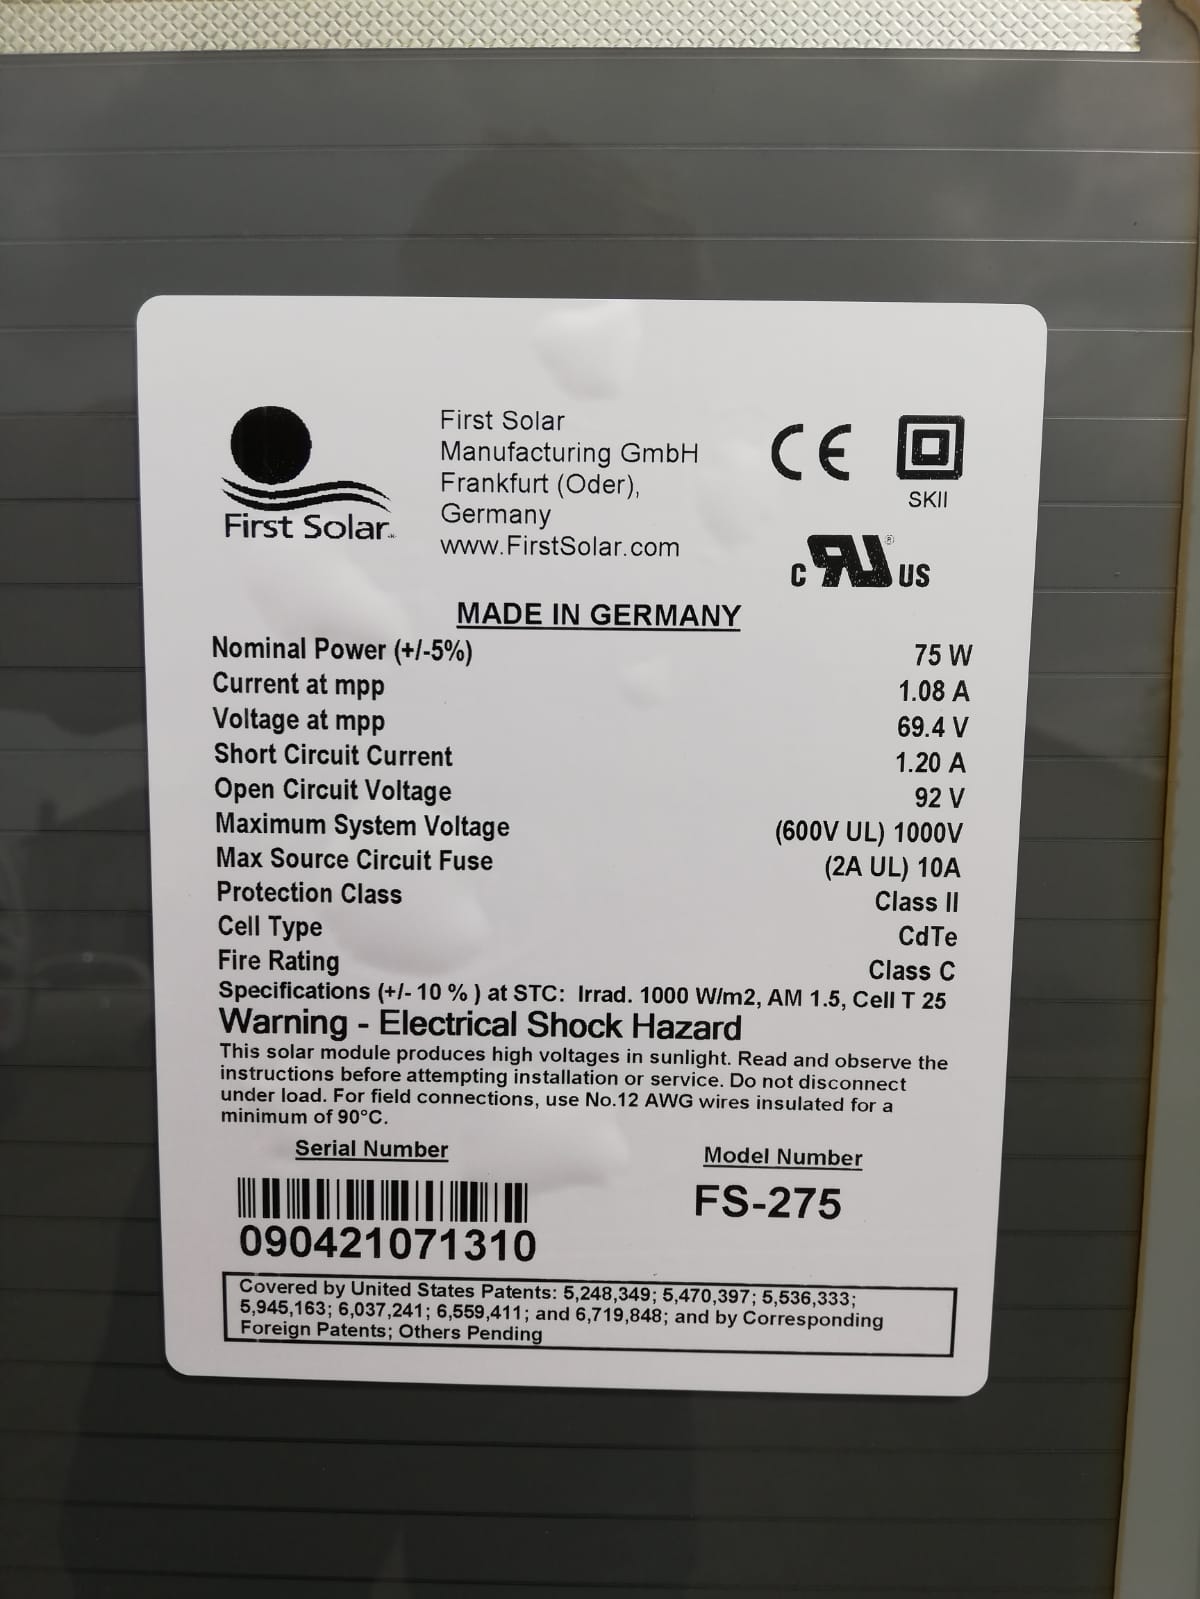 First Solar
First Solar
Manufacturing GmbH
Frankfurt (Oder),
Germany
www.FirstSolar.com
CE
SKII
c RU ® US
MADE IN GERMANY
Nominal Power (+/-5%) 75 W
Current at mpp 1.08 A
Voltage at mpp 69.4 V
Short Circuit Current 1.20 A
Open Circuit Voltage 92 V
Maximum System Voltage (600V UL) 1000V
Max Source Circuit Fuse (2A UL) 10A
Protection Class Class II
Cell Type CdTe
Fire Rating Class C
Specifications (+/- 10 % ) at STC: Irrad. 1000 W/m2, AM 1.5, Cell T 25
Warning - Electrical Shock Hazard
This solar module produces high voltages in sunlight. Read and observe the
instructions before attempting installation or service. Do not disconnect
under load. For field connections, use No.12 AWG wires insulated for a
minimum of 90°C.
Serial Number
090421071310
Model Number
FS-275
Covered by United States Patents: 5,248,349; 5,470,397; 5,536,333;
5,945,163; 6,037,241; 6,559,411; and 6,719,848; and by Corresponding
Foreign Patents; Others Pending